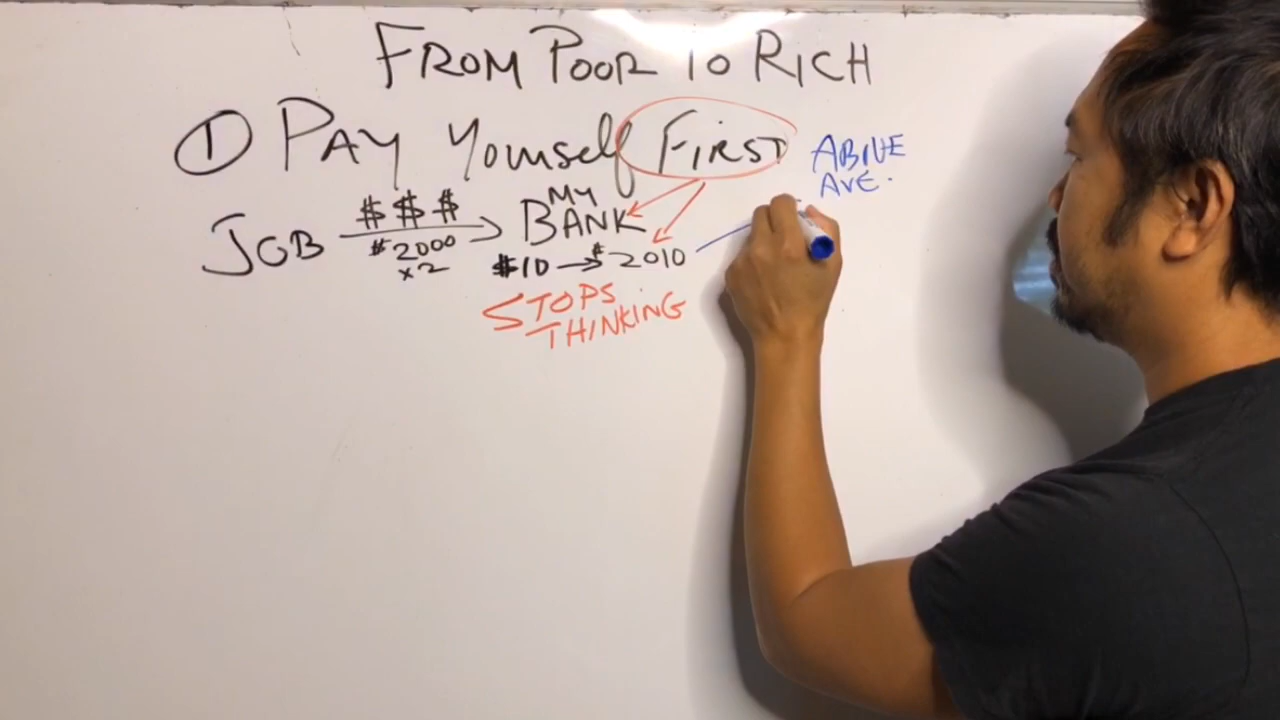 FROM POOR TO RICH
① PAY Yourself FIRST
ABOVE
AVE.
MY
JOB $$$ BANK
$2000
x2
$10 → $2010
STOPS
THINKING